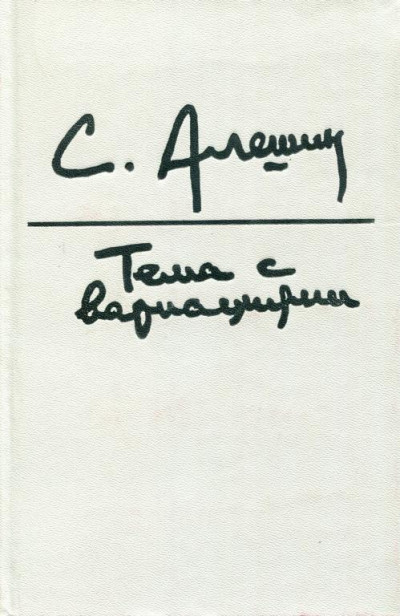 С. Алешин
Тема с
вариациями